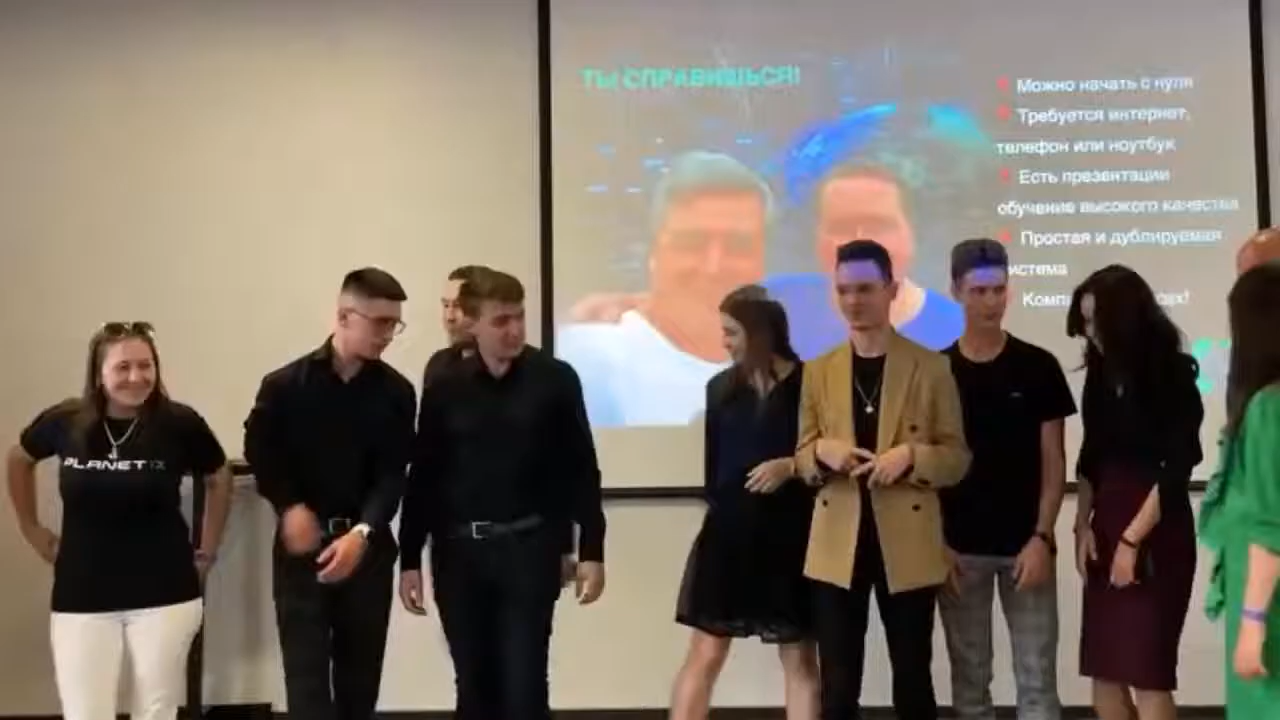 ТЫ СПРАВИШЬСЯ!
Можно начать с нуля
Требуется интернет,
телефон или ноутбук
Есть презентации
обучение высокого качества
Простая и дублируемая
истема
PLANET IX